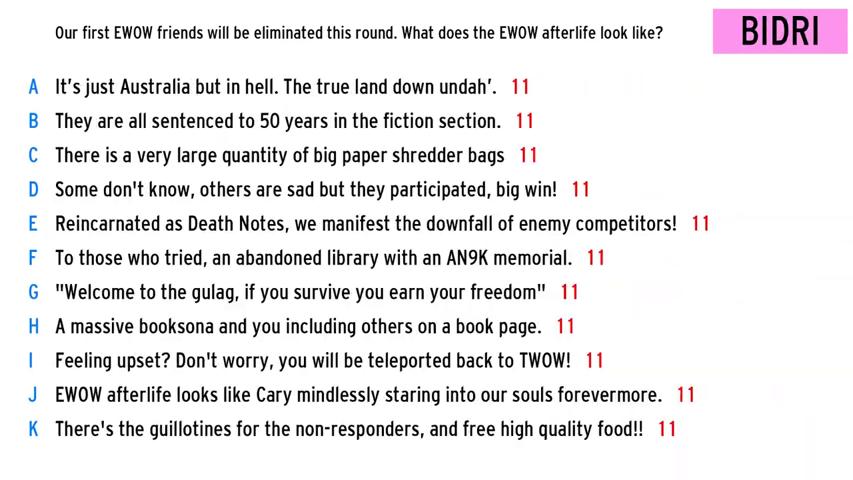 Our first EWOW friends will be eliminated this round. What does the EWOW afterlife look like?
BIDRI
A It's just Australia but in hell. The true land down undah'. 11
B They are all sentenced to 50 years in the fiction section. 11
C There is a very large quantity of big paper shredder bags 11
D Some don't know, others are sad but they participated, big win! 11
E Reincarnated as Death Notes, we manifest the downfall of enemy competitors! 11
F To those who tried, an abandoned library with an AN9K memorial. 11
G "Welcome to the gulag, if you survive you earn your freedom" 11
H A massive booksona and you including others on a book page. 11
I Feeling upset? Don't worry, you will be teleported back to TWOW! 11
J EWOW afterlife looks like Cary mindlessly staring into our souls forevermore. 11
K There's the guillotines for the non-responders, and free high quality food!! 11